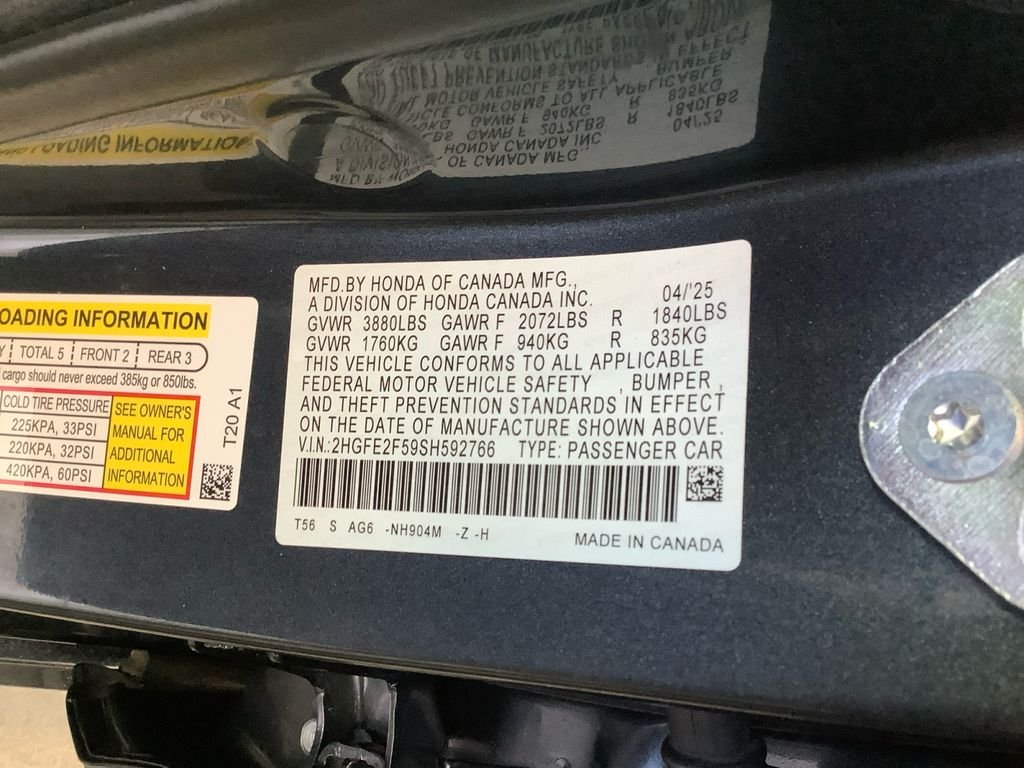 OADING INFORMATION
TOTAL 5 FRONT 2 REAR 3
cargo should never exceed 385kg or 850lbs.
COLD TIRE PRESSURE
225KPA, 33PSI
220KPA, 32PSI
420KPA, 60PSI
SEE OWNER'S
MANUAL FOR
ADDITIONAL
INFORMATION
T20 A1
MFD.BY HONDA OF CANADA MFG.,
A DIVISION OF HONDA CANADA INC. 04/'25
GVWR 3880LBS GAWR F 2072LBS R 1840LBS
GVWR 1760KG GAWR F 940KG R 835KG
THIS VEHICLE CONFORMS TO ALL APPLICABLE
FEDERAL MOTOR VEHICLE SAFETY , BUMPER ,
AND THEFT PREVENTION STANDARDS IN EFFECT
ON THE DATE OF MANUFACTURE SHOWN ABOVE.
V.I.N.:2HGFE2F59SH592766 TYPE: PASSENGER CAR
T56 S AG6 -NH904M -Z -H
MADE IN CANADA